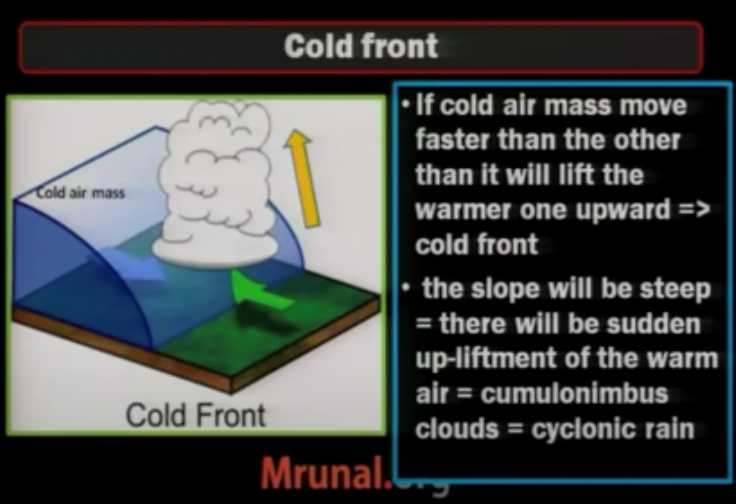 Cold front
Cold air mass
Cold Front
• If cold air mass move
faster than the other
than it will lift the
warmer one upward =>
cold front
• the slope will be steep
= there will be sudden
up-liftment of the warm
air = cumulonimbus
clouds = cyclonic rain
Mrunal.org